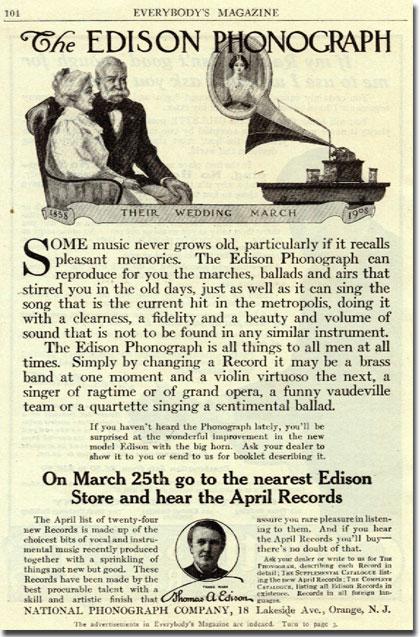 104 EVERYBODY'S MAGAZINE
The EDISON PHONOGRAPH
1858 THEIR WEDDING MARCH 1908
SOME music never grows old, particularly if it recalls
pleasant memories. The Edison Phonograph can
reproduce for you the marches, ballads and airs that
stirred you in the old days, just as well as it can sing the
song that is the current hit in the metropolis, doing it
with a clearness, a fidelity and a beauty and volume of
sound that is not to be found in any similar instrument.
The Edison Phonograph is all things to all men at all
times. Simply by changing a Record it may be a brass
band at one moment and a violin virtuoso the next, a
singer of ragtime or of grand opera, a funny vaudeville
team or a quartette singing a sentimental ballad.
If you haven't heard the Phonograph lately, you'll be
surprised at the wonderful improvement in the new
model Edison with the big horn. Ask your dealer to
show it to you or send to us for booklet describing it.
On March 25th go to the nearest Edison
Store and hear the April Records
The April list of twenty-four
new Records is made up of the
choicest bits of vocal and instru-
mental music recently produced
together with a sprinkling of
things not new but good. These
Records have been made by the
best procurable talent with a
skill and artistic finish that
TRADE MARK
Thomas A. Edison
assure you rare pleasure in listen-
ing to them. And if you hear
the April Records you'll buy—
there's no doubt of that.
Ask your dealer or write to us for THE
PHONOGRAM, describing each Record in
detail; THE SUPPLEMENTAL CATALOGUE list-
ing the new April Records; THE COMPLETE
CATALOGUE, listing all Edison Records in
existence. Records in all foreign lan-
guages.
NATIONAL PHONOGRAPH COMPANY, 18 Lakeside Ave., Orange, N. J.
The advertisements in Everybody's Magazine are indexed. Turn to page 3.